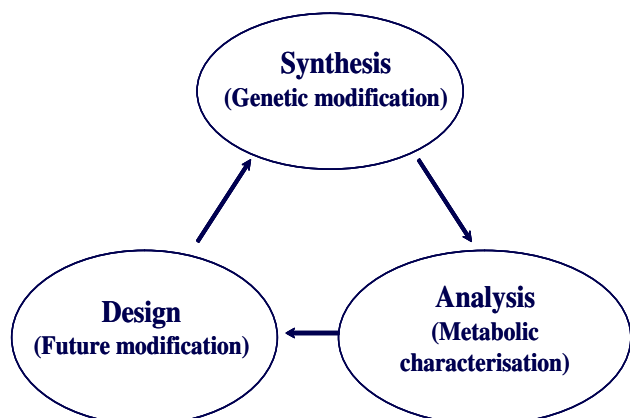 Synthesis
(Genetic modification)
Design
(Future modification)
Analysis
(Metabolic
characterisation)